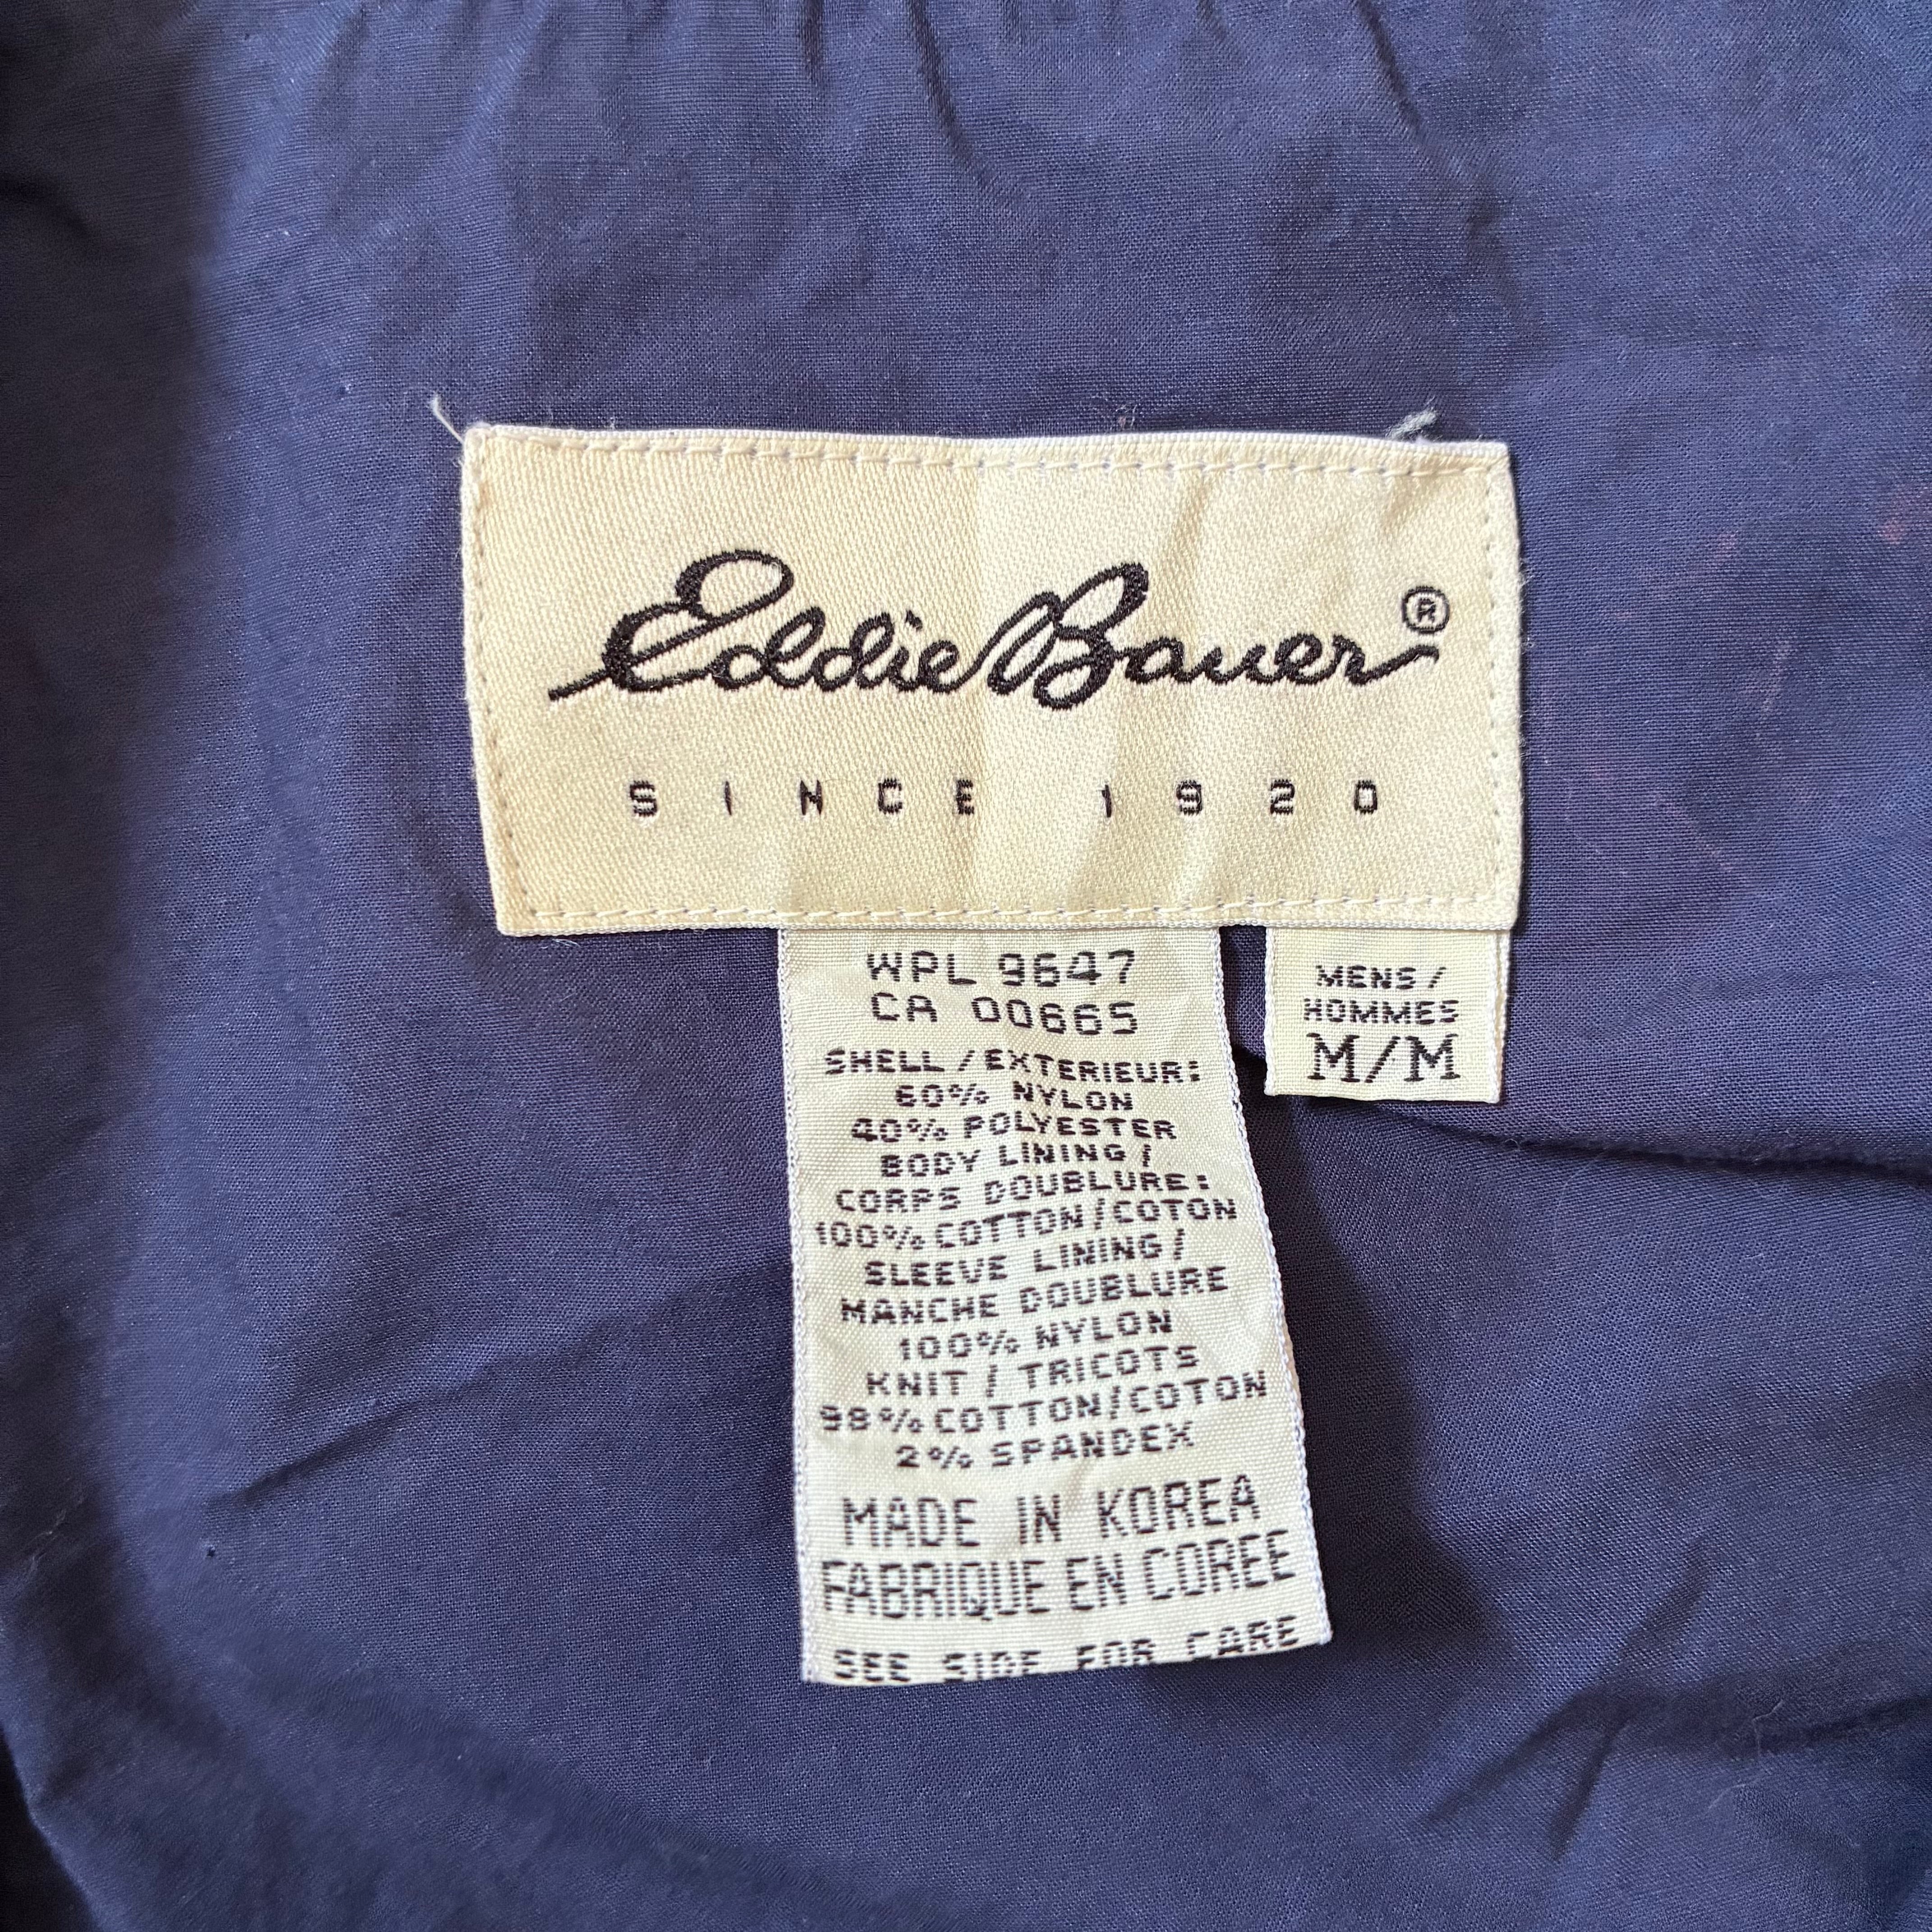 Eddie Bauer®
SINCE 1920
WPL 9647
CA 00665
SHELL / EXTERIEUR:
60% NYLON
40% POLYESTER
BODY LINING /
CORPS DOUBLURE:
100% COTTON/COTON
SLEEVE LINING /
MANCHE DOUBLURE
100% NYLON
KNIT / TRICOTS
98% COTTON/COTON
2% SPANDEX
MADE IN KOREA
FABRIQUE EN COREE
SEE SIDE FOR CARE
MENS /
HOMMES
M/M